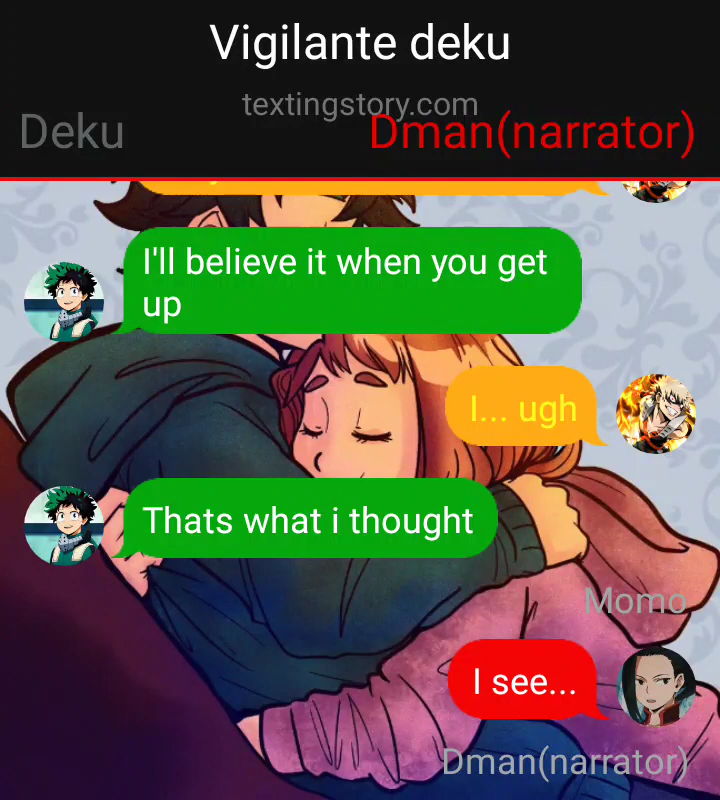 Vigilante deku
textingstory.com
Deku
Dman(narrator)
I'll believe it when you get
up
I... ugh
Thats what i thought
Momo
I see...
Dman(narrator)